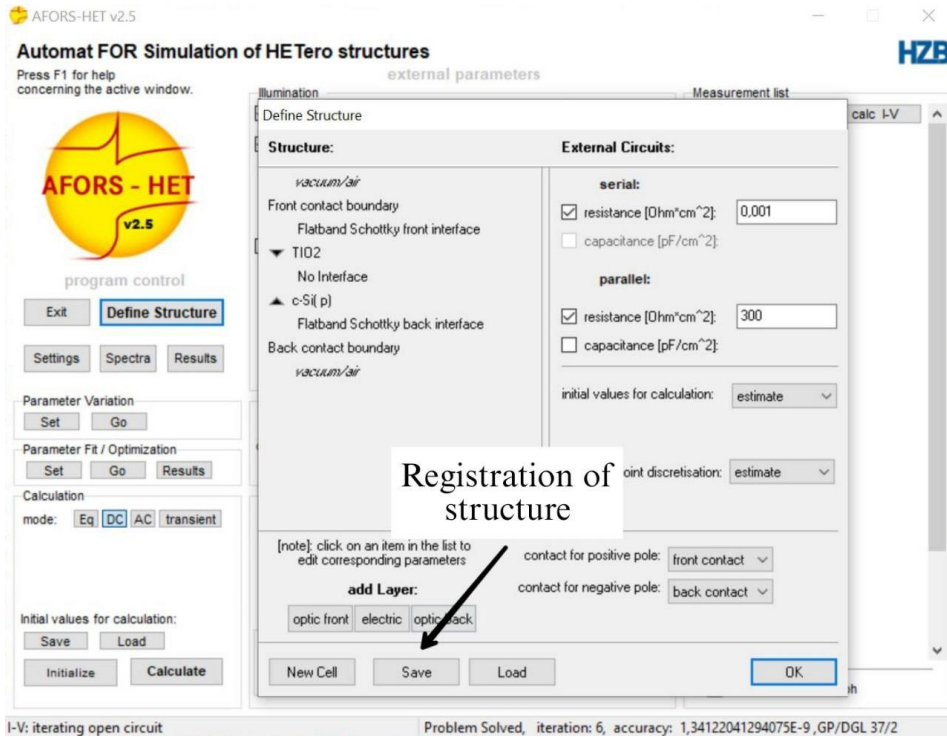 AFORS-HET v2.5
Automat FOR Simulation of HETero structures
HZB
Press F1 for help
concerning the active window.
external parameters
Illumination
Measurement list
calc I-V
AFORS - HET
v2.5
program control
Exit
Define Structure
Settings
Spectra
Results
Parameter Variation
Set
Go
Parameter Fit / Optimization
Set
Go
Results
Calculation
mode:
Eq
DC
AC
transient
Initial values for calculation:
Save
Load
Initialize
Calculate
Define Structure
Structure:
vacuum/air
Front contact boundary
Flatband Schottky front interface
TIO2
No Interface
c-Si( p)
Flatband Schottky back interface
Back contact boundary
vacuum/air
External Circuits:
serial:
resistance [Ohm*cm^2]: 0,001
capacitance [pF/cm^2]:
parallel:
resistance [Ohm*cm^2]: 300
capacitance [pF/cm^2]:
initial values for calculation: estimate
oint discretisation: estimate
Registration of
structure
[note]: click on an item in the list to
edit corresponding parameters
add Layer:
optic front
electric
optic back
contact for positive pole: front contact
contact for negative pole: back contact
New Cell
Save
Load
OK
ph
I-V: iterating open circuit
Problem Solved, iteration: 6, accuracy: 1,34122041294075E-9 ,GP/DGL 37/2